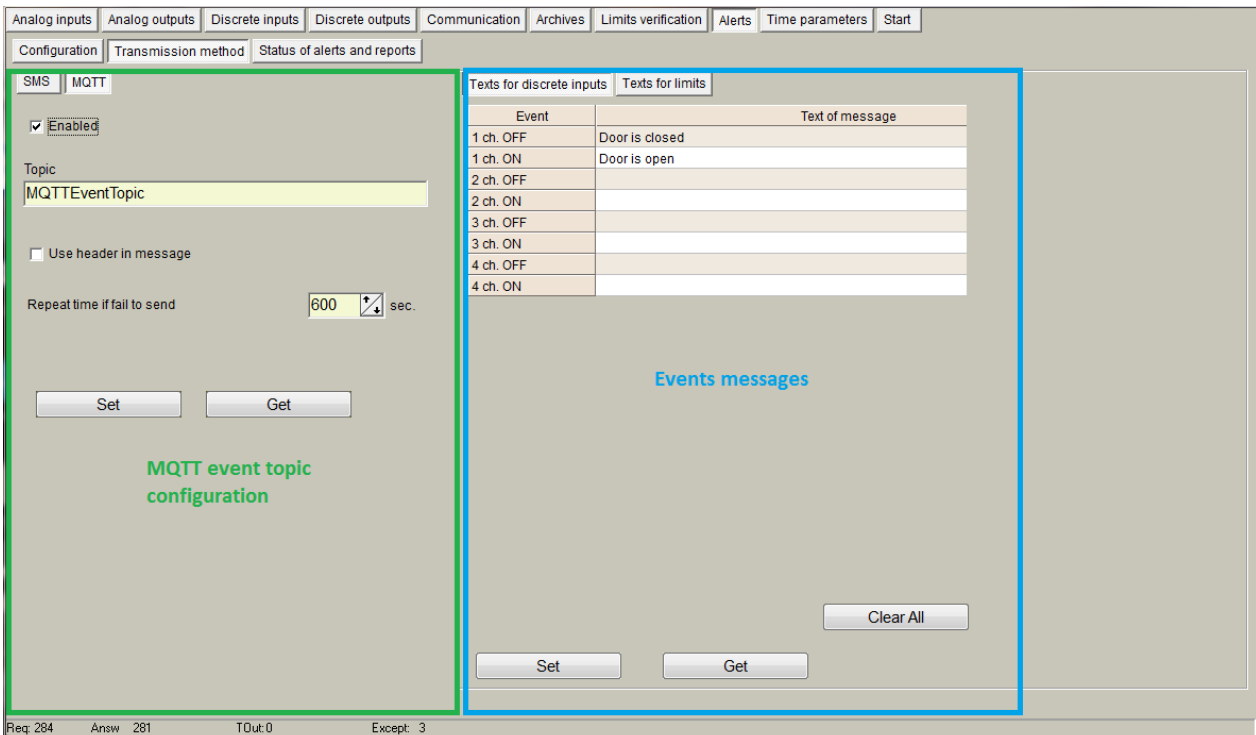 Analog inputs Analog outputs Discrete inputs Discrete outputs Communication Archives Limits verification Alerts Time parameters Start
Configuration Transmission method Status of alerts and reports
SMS MQTT
Enabled
Topic
MQTTEventTopic
Use header in message
Repeat time if fail to send 600 sec.
Set Get
MQTT event topic
configuration
Texts for discrete inputs Texts for limits
Event Text of message
1 ch. OFF Door is closed
1 ch. ON Door is open
2 ch. OFF
2 ch. ON
3 ch. OFF
3 ch. ON
4 ch. OFF
4 ch. ON
Events messages
Clear All
Set Get
Req: 284 Answ 281 TOut:0 Except: 3